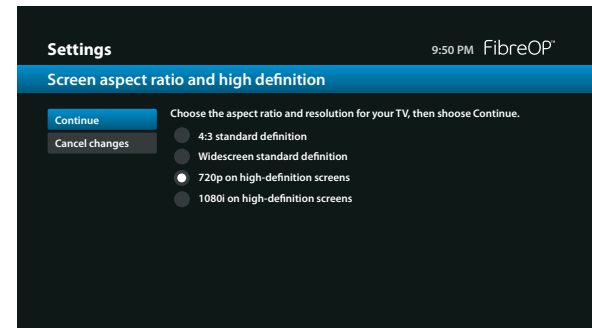 Settings
9:50 PM FibreOP™
Screen aspect ratio and high definition
Continue
Cancel changes
Choose the aspect ratio and resolution for your TV, then shoose Continue.
4:3 standard definition
Widescreen standard definition
720p on high-definition screens
1080i on high-definition screens